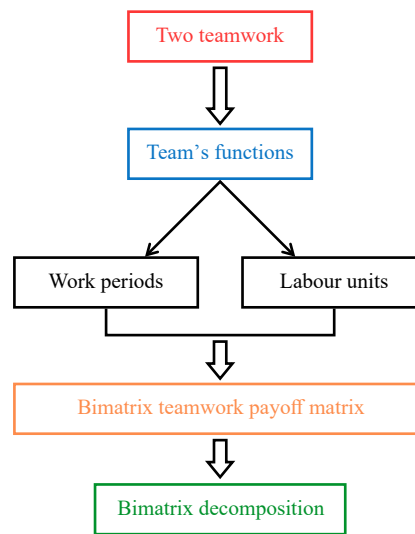 Two teamwork
Team’s functions
Work periods
Labour units
Bimatrix teamwork payoff matrix
Bimatrix decomposition